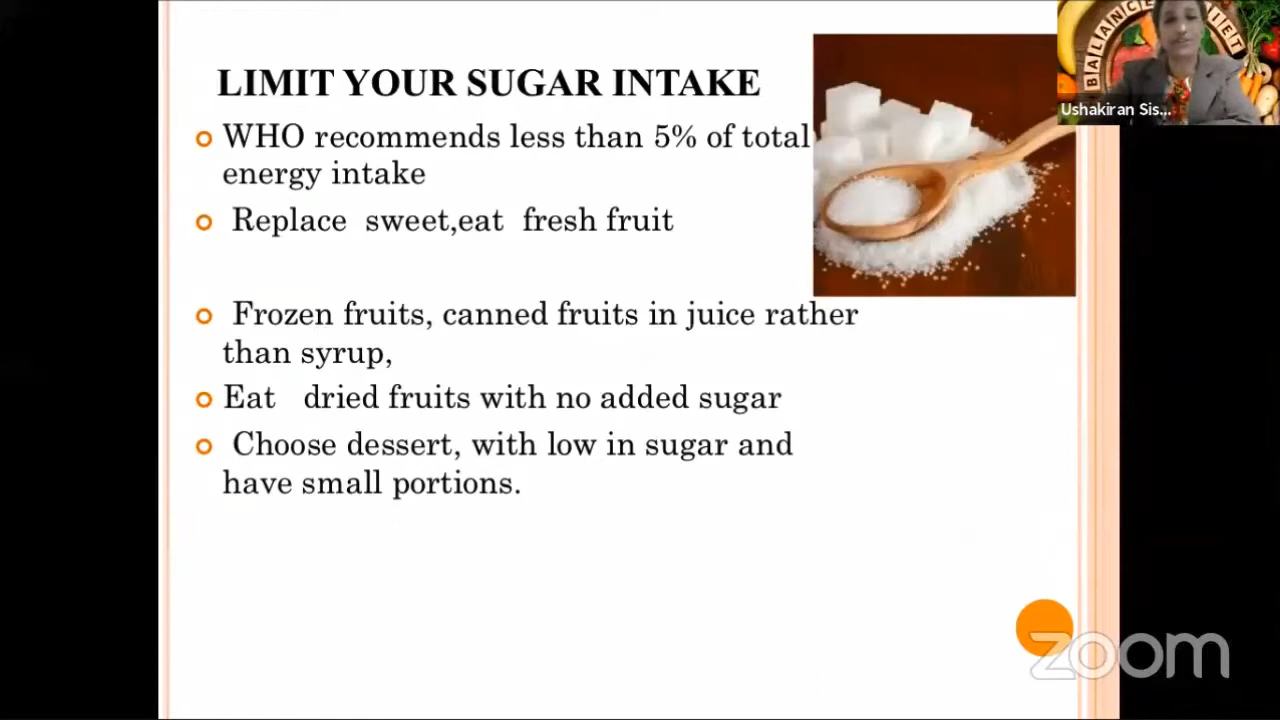 LIMIT YOUR SUGAR INTAKE
WHO recommends less than 5% of total
energy intake
Replace sweet,eat fresh fruit
Frozen fruits, canned fruits in juice rather
than syrup,
Eat dried fruits with no added sugar
Choose dessert, with low in sugar and
have small portions.
BALANCE
DIET
Ushakiran Sis...
zoom